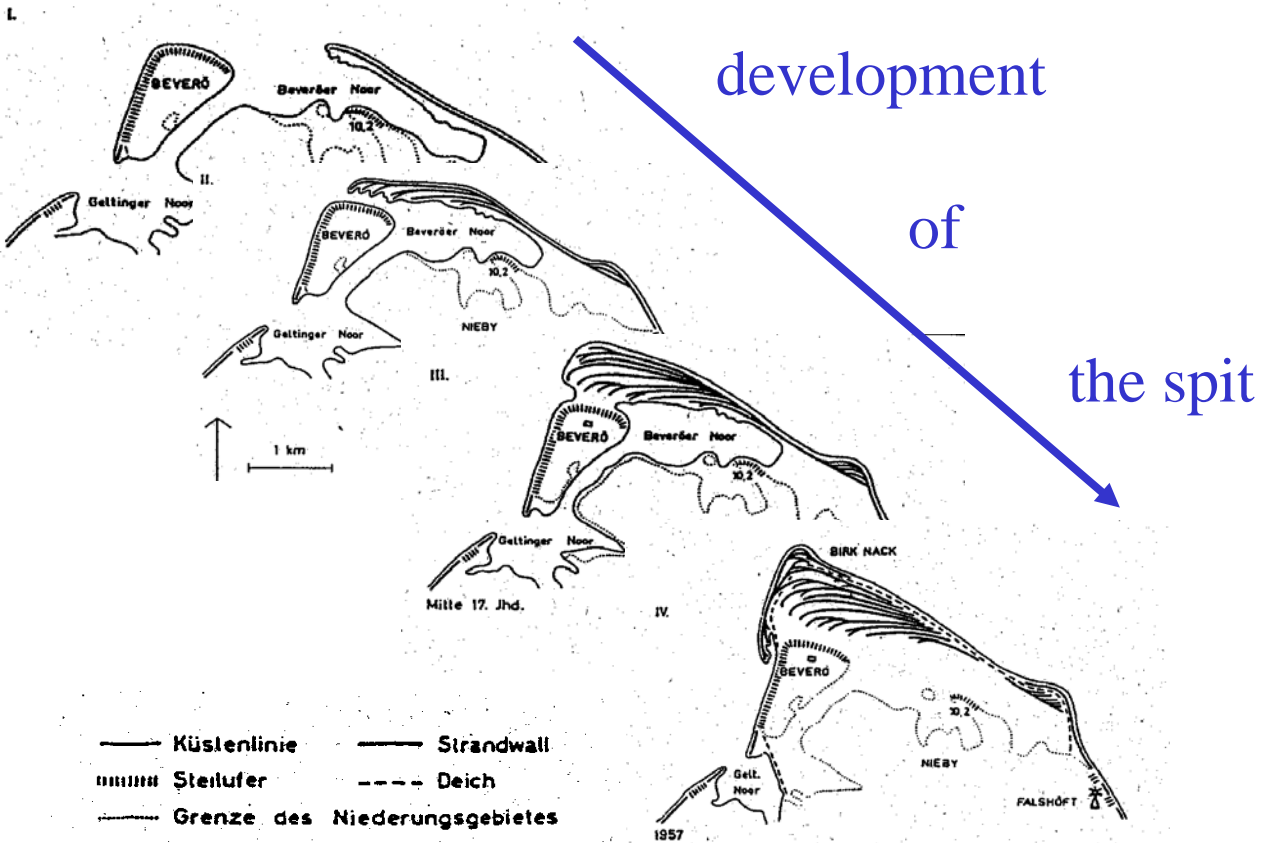 I.
development
of
the spit
BEVERÖ
Beveröer Noor
10,2
Geltinger Noor
II.
BEVERÖ
Beveröer Noor
10,2
NIEBY
Geltinger Noor
III.
1 km
BEVERÖ
Beveröer Noor
10,2
Geltinger Noor
Mitte 17. Jhd.
IV.
BIRK NACK
BEVERÖ
10,2
NIEBY
Gelt.
Noor
FALSHÖFT
1957
Küstenlinie
Strandwall
Steilufer
Deich
Grenze des Niederungsgebietes